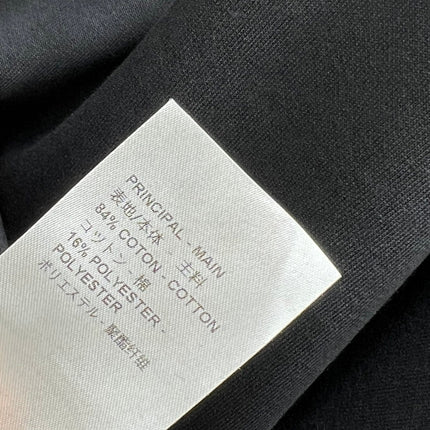 PRINCIPAL - MAIN
表地/本体 - 主料
84% COTON - COTTON
コットン - 棉
16% POLYESTER -
POLYESTER
ポリエステル - 聚酯纤维